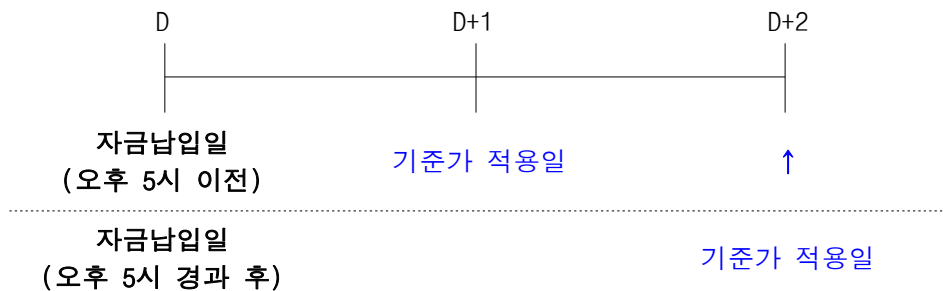 D D+1 D+2
자금납입일
(오후 5시 이전) 기준가 적용일 ↑
자금납입일
(오후 5시 경과 후) 기준가 적용일